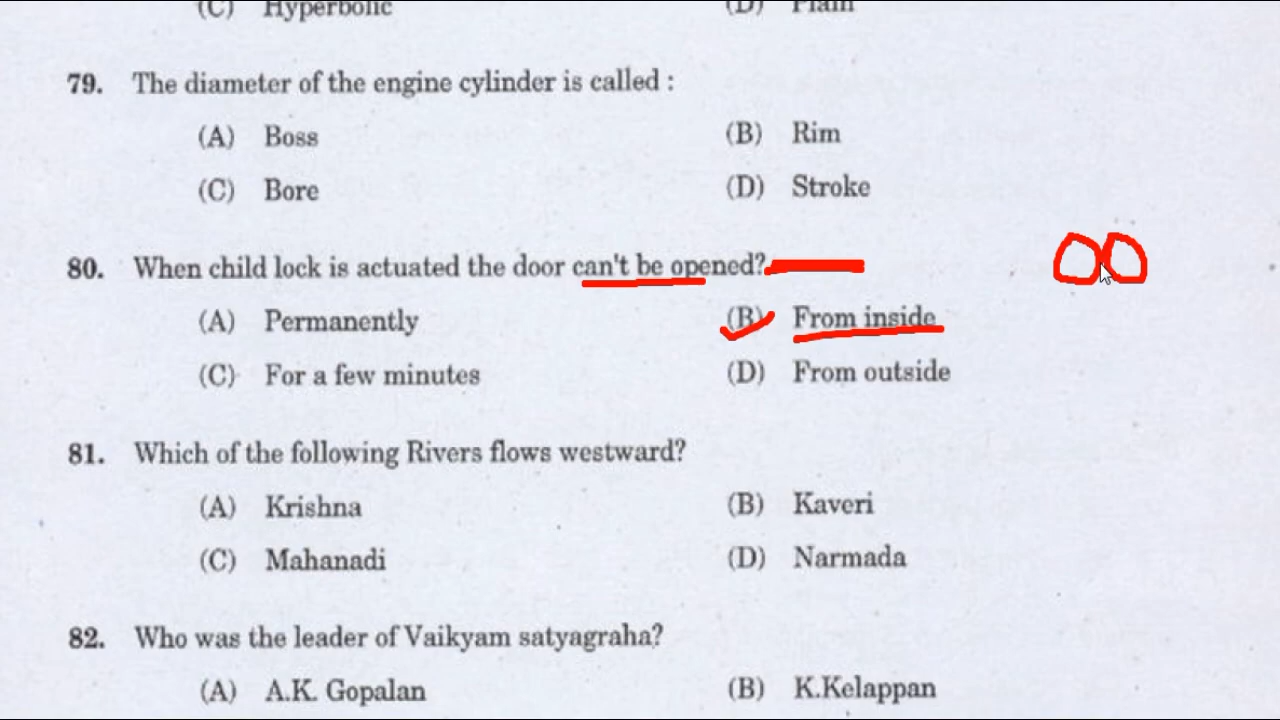 (C) Hyperbolic (D) Plain
79. The diameter of the engine cylinder is called :
(A) Boss (B) Rim
(C) Bore (D) Stroke
80. When child lock is actuated the door can't be opened?
(A) Permanently (B) From inside
(C) For a few minutes (D) From outside
81. Which of the following Rivers flows westward?
(A) Krishna (B) Kaveri
(C) Mahanadi (D) Narmada
82. Who was the leader of Vaikyam satyagraha?
(A) A.K. Gopalan (B) K.Kelappan